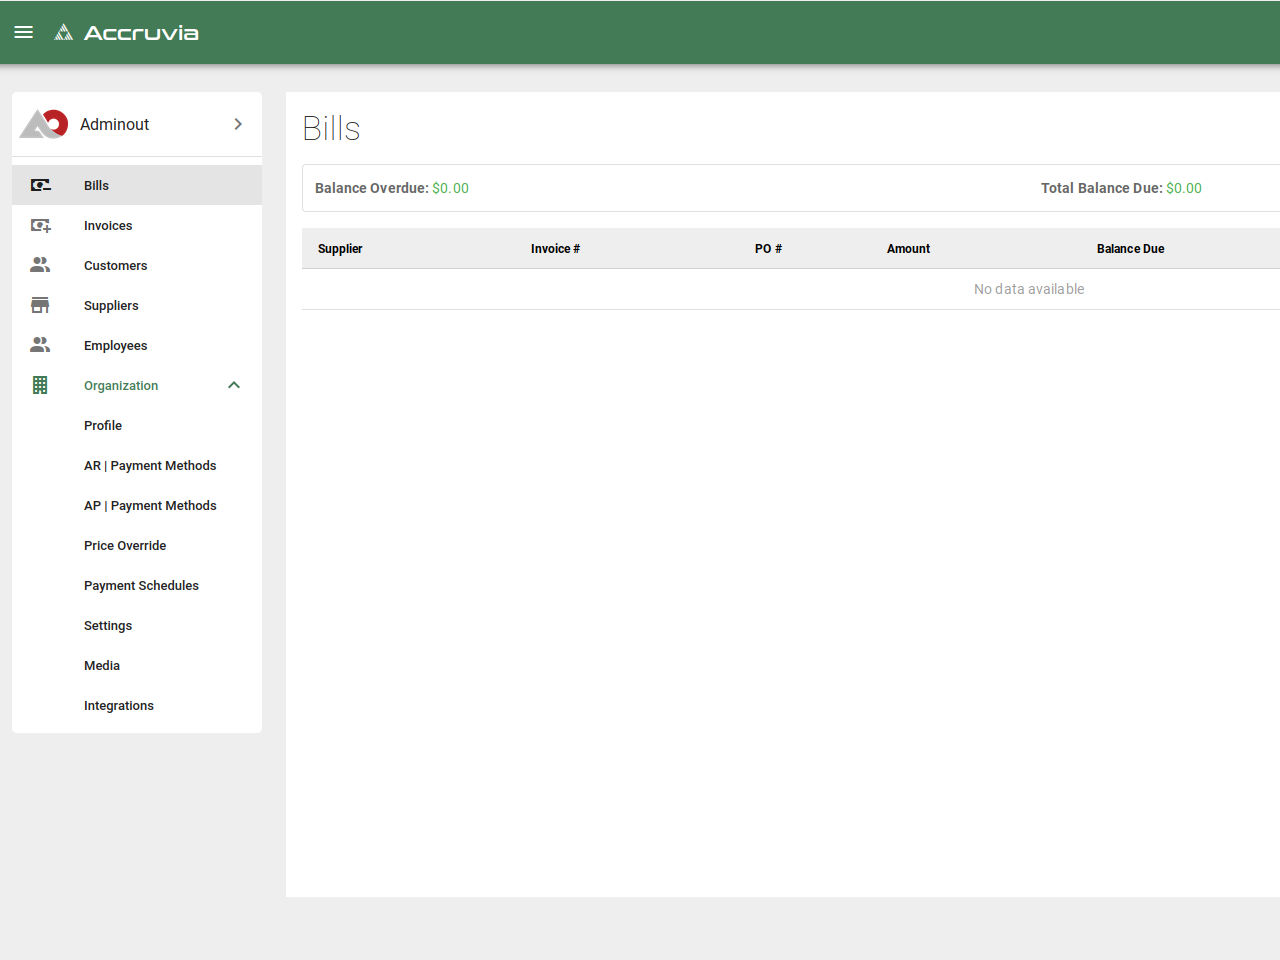 Accruvia
Adminout
Bills
Invoices
Customers
Suppliers
Employees
Organization
Profile
AR | Payment Methods
AP | Payment Methods
Price Override
Payment Schedules
Settings
Media
Integrations
Bills
Balance Overdue: $0.00 Total Balance Due: $0.00
Supplier Invoice # PO # Amount Balance Due
No data available